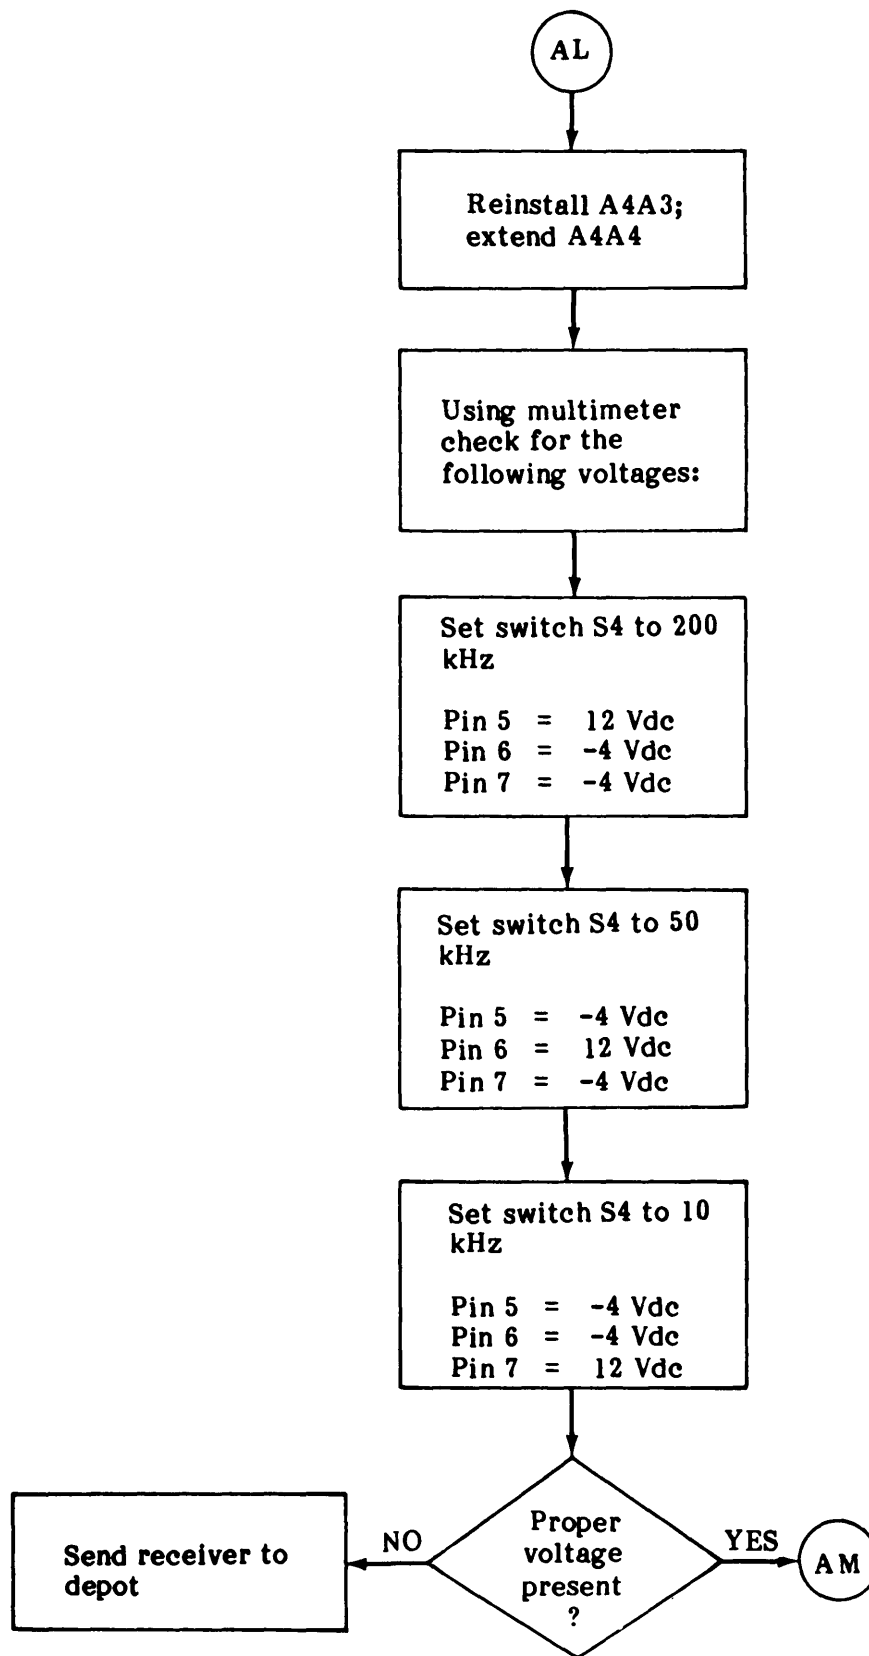 AL
Reinstall A4A3;
extend A4A4
Using multimeter
check for the
following voltages:
Set switch S4 to 200
kHz
Pin 5 = 12 Vdc
Pin 6 = -4 Vdc
Pin 7 = -4 Vdc
Set switch S4 to 50
kHz
Pin 5 = -4 Vdc
Pin 6 = 12 Vdc
Pin 7 = -4 Vdc
Set switch S4 to 10
kHz
Pin 5 = -4 Vdc
Pin 6 = -4 Vdc
Pin 7 = 12 Vdc
Proper
voltage
present
?
NO
YES
Send receiver to
depot
AM